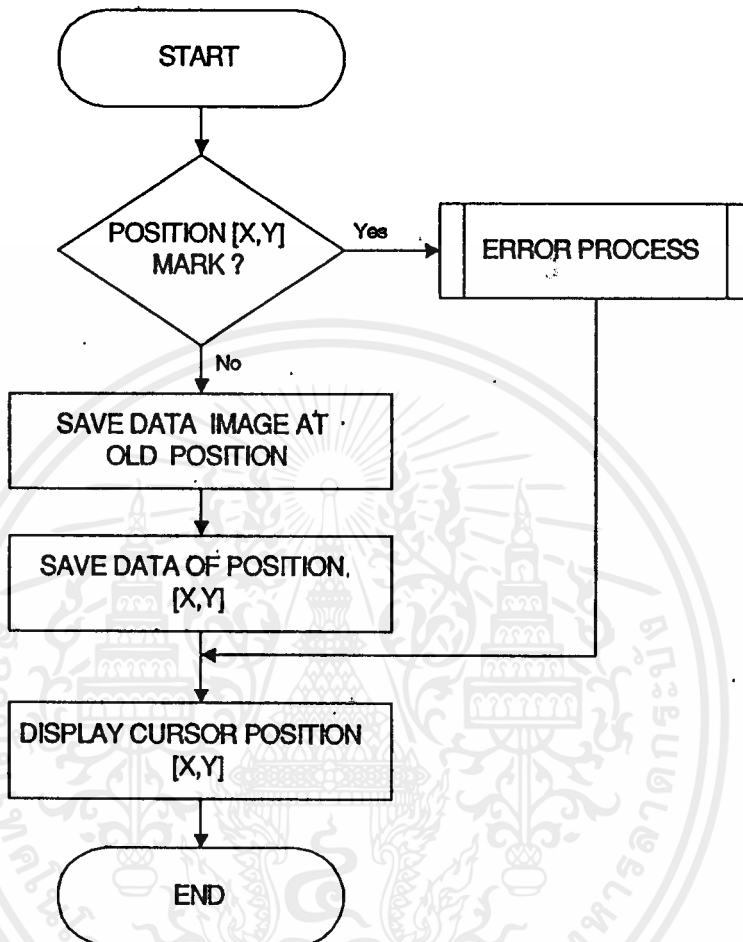 START
POSITION [X,Y]
MARK ?
Yes
ERROR PROCESS
No
SAVE DATA IMAGE AT
OLD POSITION
SAVE DATA OF POSITION
[X,Y]
DISPLAY CURSOR POSITION
[X,Y]
END